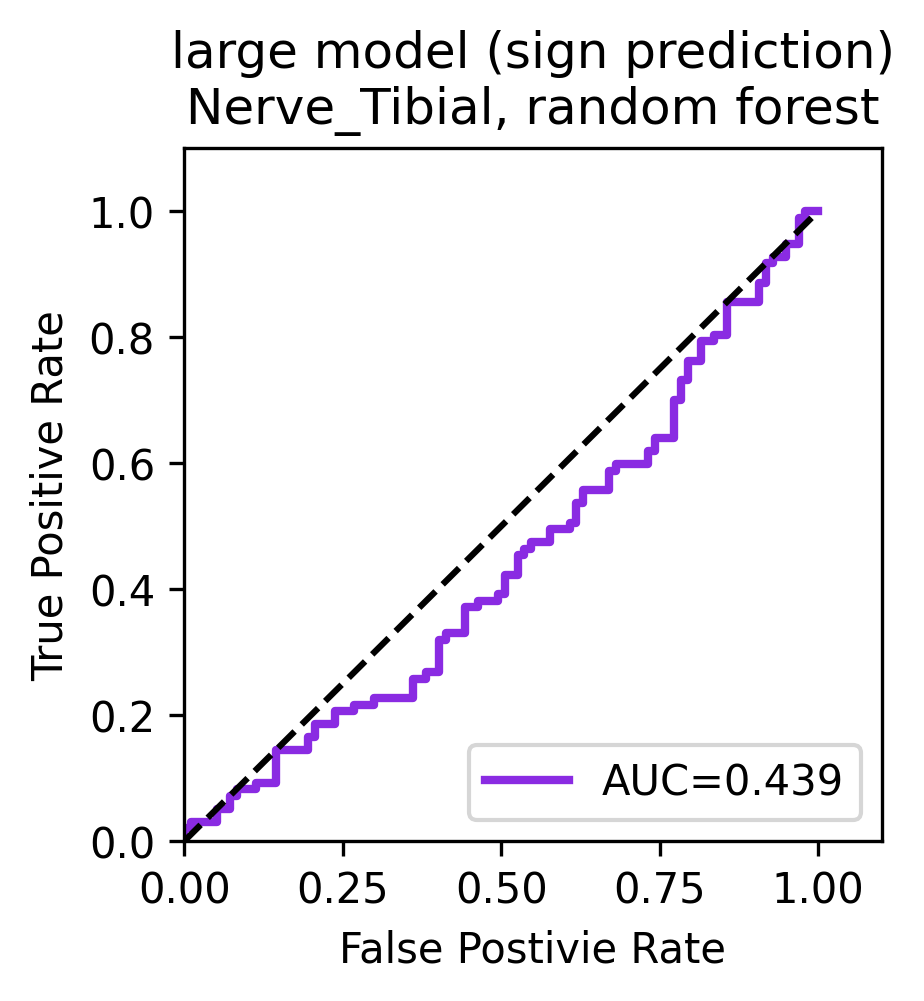 large model (sign prediction)
Nerve_Tibial, random forest
1.0
0.8
0.6
0.4
0.2
0.0
True Positive Rate
AUC=0.439
0.00 0.25 0.50 0.75 1.00
False Postivie Rate